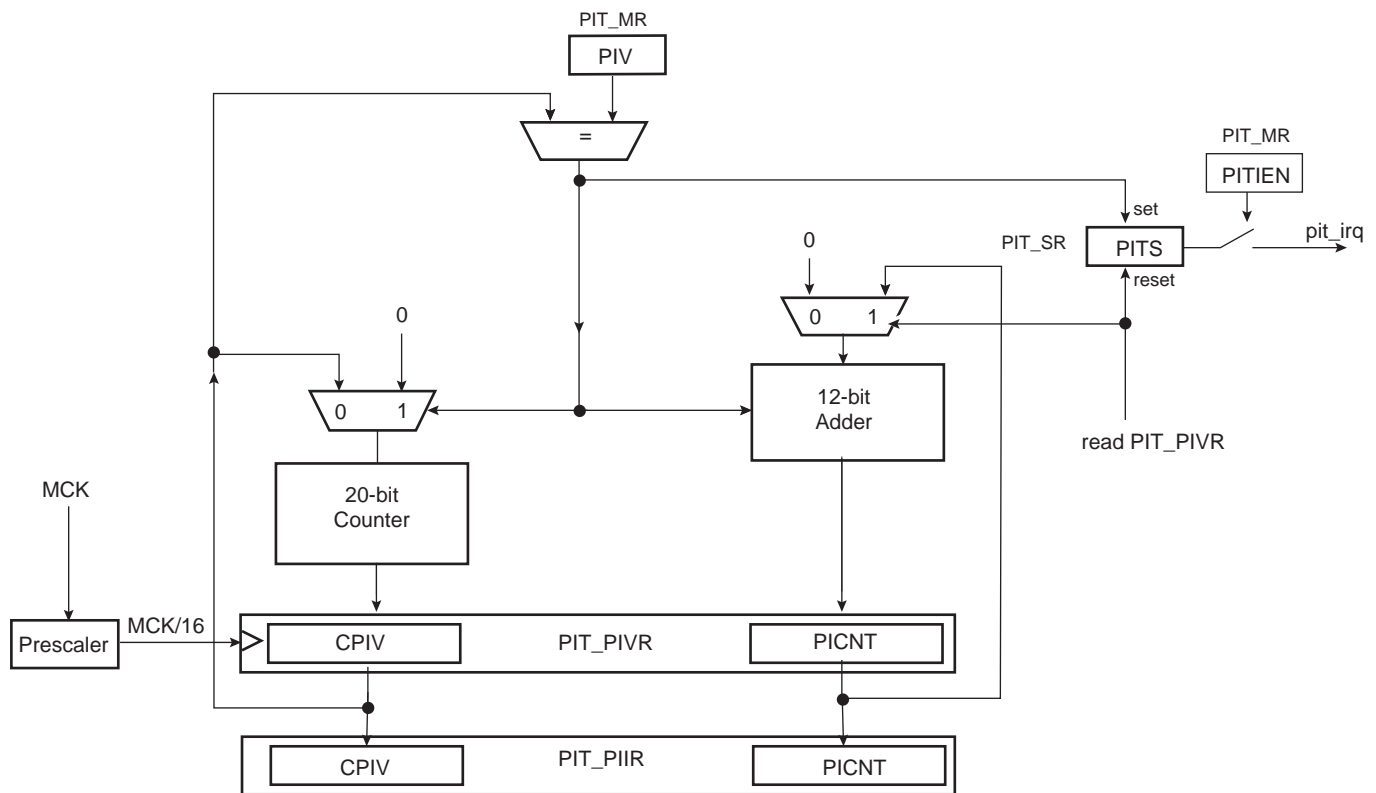 PIT_MR
PIV
=
PIT_MR
PITIEN
set
0
PIT_SR
PITS
pit_irq
reset
0
0 1
0 1
12-bit
Adder
read PIT_PIVR
MCK
20-bit
Counter
MCK/16
Prescaler
CPIV
PIT_PIVR
PICNT
CPIV
PIT_PIIR
PICNT